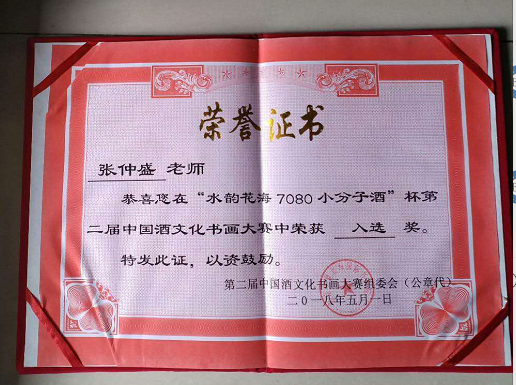 荣誉证书
张仲盛 老师
恭喜您在“水韵花海7080小分子酒”杯第
二届中国酒文化书画大赛中荣获 入选 奖。
特发此证，以资鼓励。
第二届中国酒文化书画大赛组委会（公章代）
二〇一八年五月一日